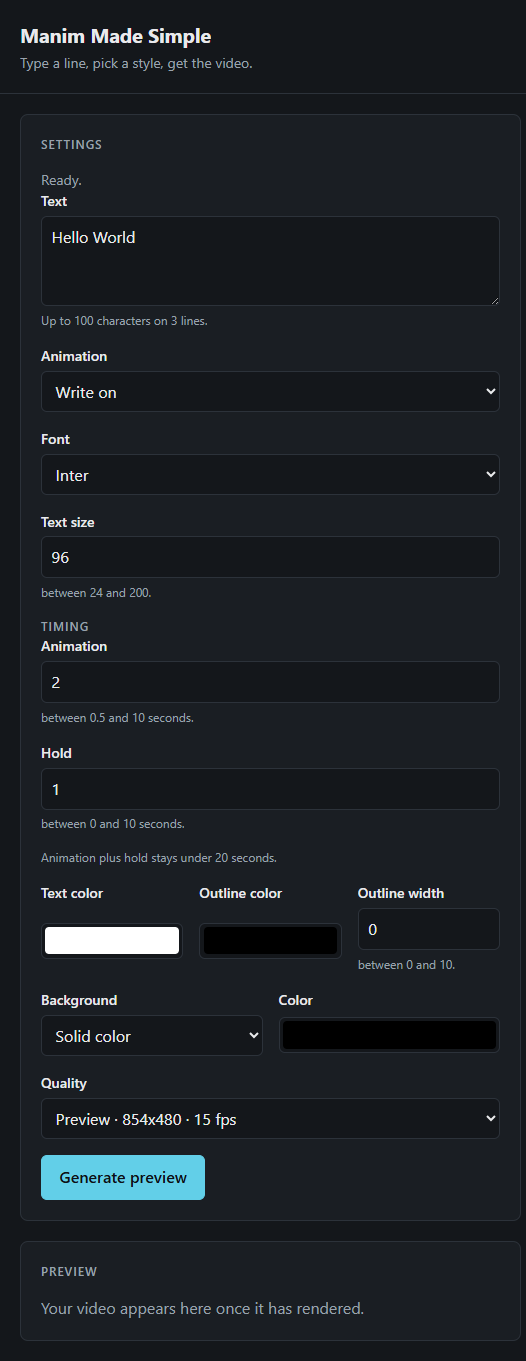 Manim Made Simple
Type a line, pick a style, get the video.
SETTINGS
Ready.
Text
Hello World
Up to 100 characters on 3 lines.
Animation
Write on
Font
Inter
Text size
96
between 24 and 200.
TIMING
Animation
2
between 0.5 and 10 seconds.
Hold
1
between 0 and 10 seconds.
Animation plus hold stays under 20 seconds.
Text color Outline color Outline width
0
between 0 and 10.
Background Color
Solid color
Quality
Preview · 854x480 · 15 fps
Generate preview
PREVIEW
Your video appears here once it has rendered.